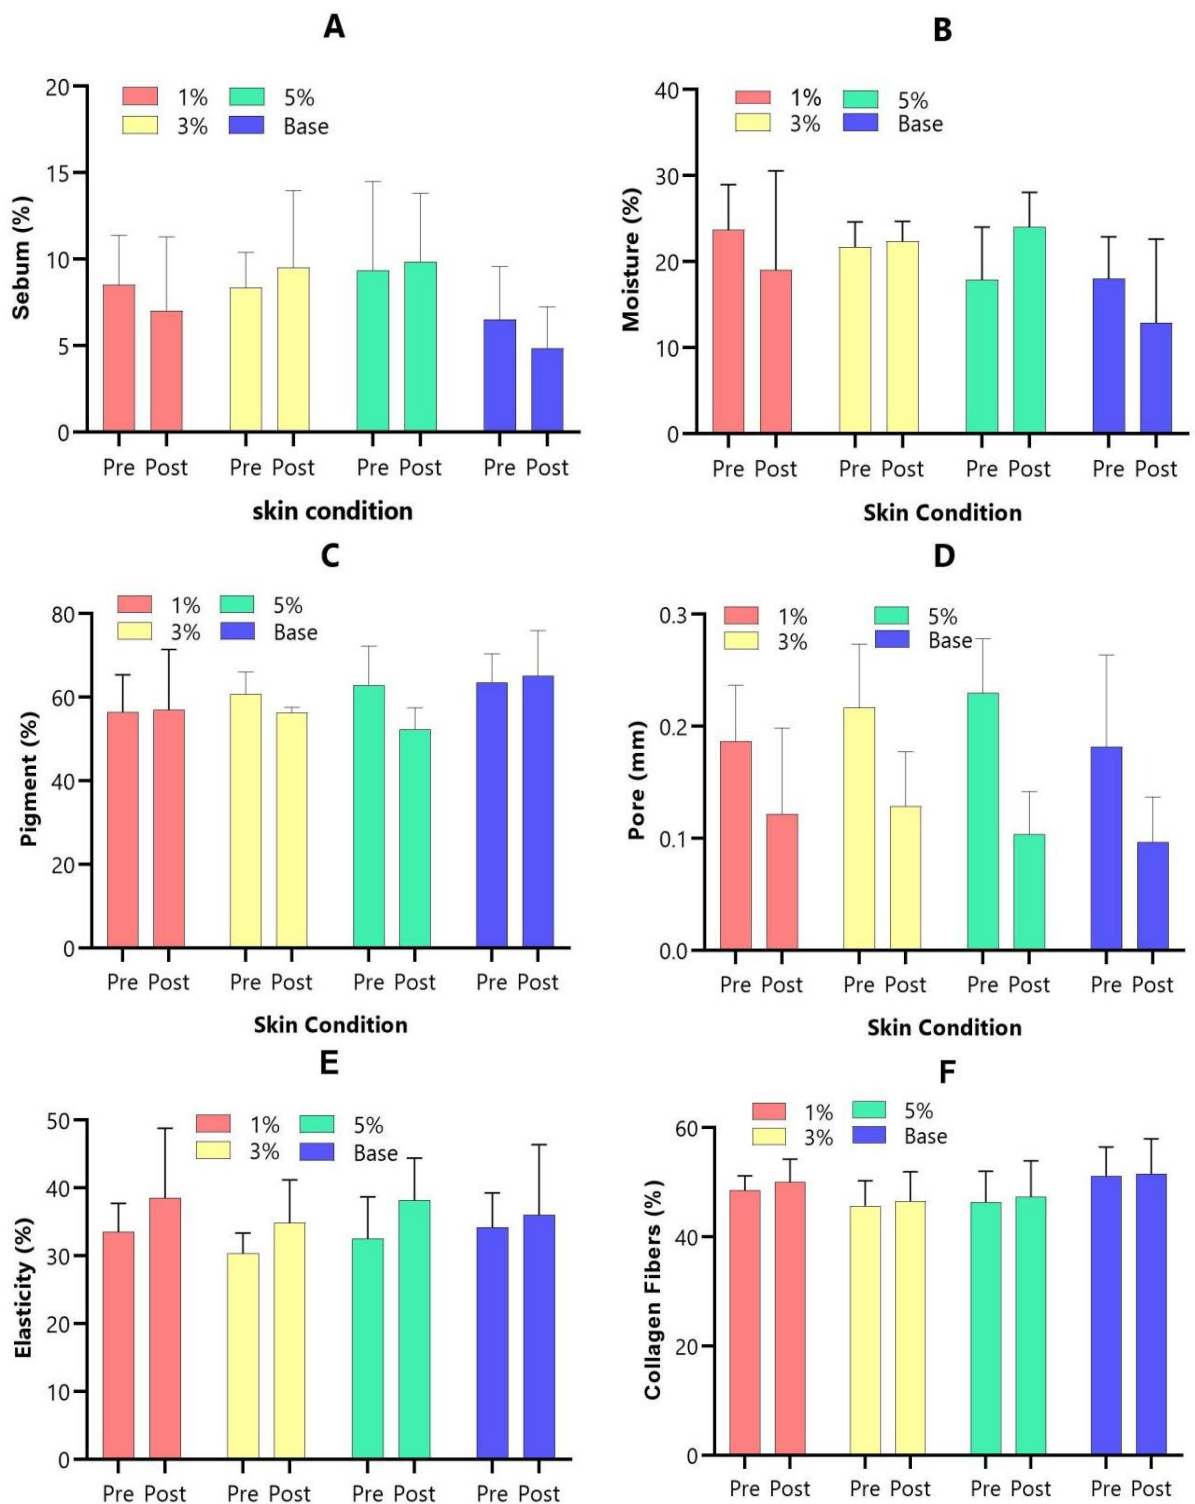 A
20
15
10
5
0
Sebum (%)
1% 5%
3% Base
Pre Post Pre Post Pre Post Pre Post
skin condition
B
40
30
20
10
0
Moisture (%)
1% 5%
3% Base
Pre Post Pre Post Pre Post Pre Post
Skin Condition
C
80
60
40
20
0
Pigment (%)
1% 5%
3% Base
Pre Post Pre Post Pre Post Pre Post
Skin Condition
D
0.3
0.2
0.1
0.0
Pore (mm)
1% 5%
3% Base
Pre Post Pre Post Pre Post Pre Post
Skin Condition
E
50
40
30
20
10
0
Elasticity (%)
1% 5%
3% Base
Pre Post Pre Post Pre Post Pre Post
F
60
40
20
0
Collagen Fibers (%)
1% 5%
3% Base
Pre Post Pre Post Pre Post Pre Post